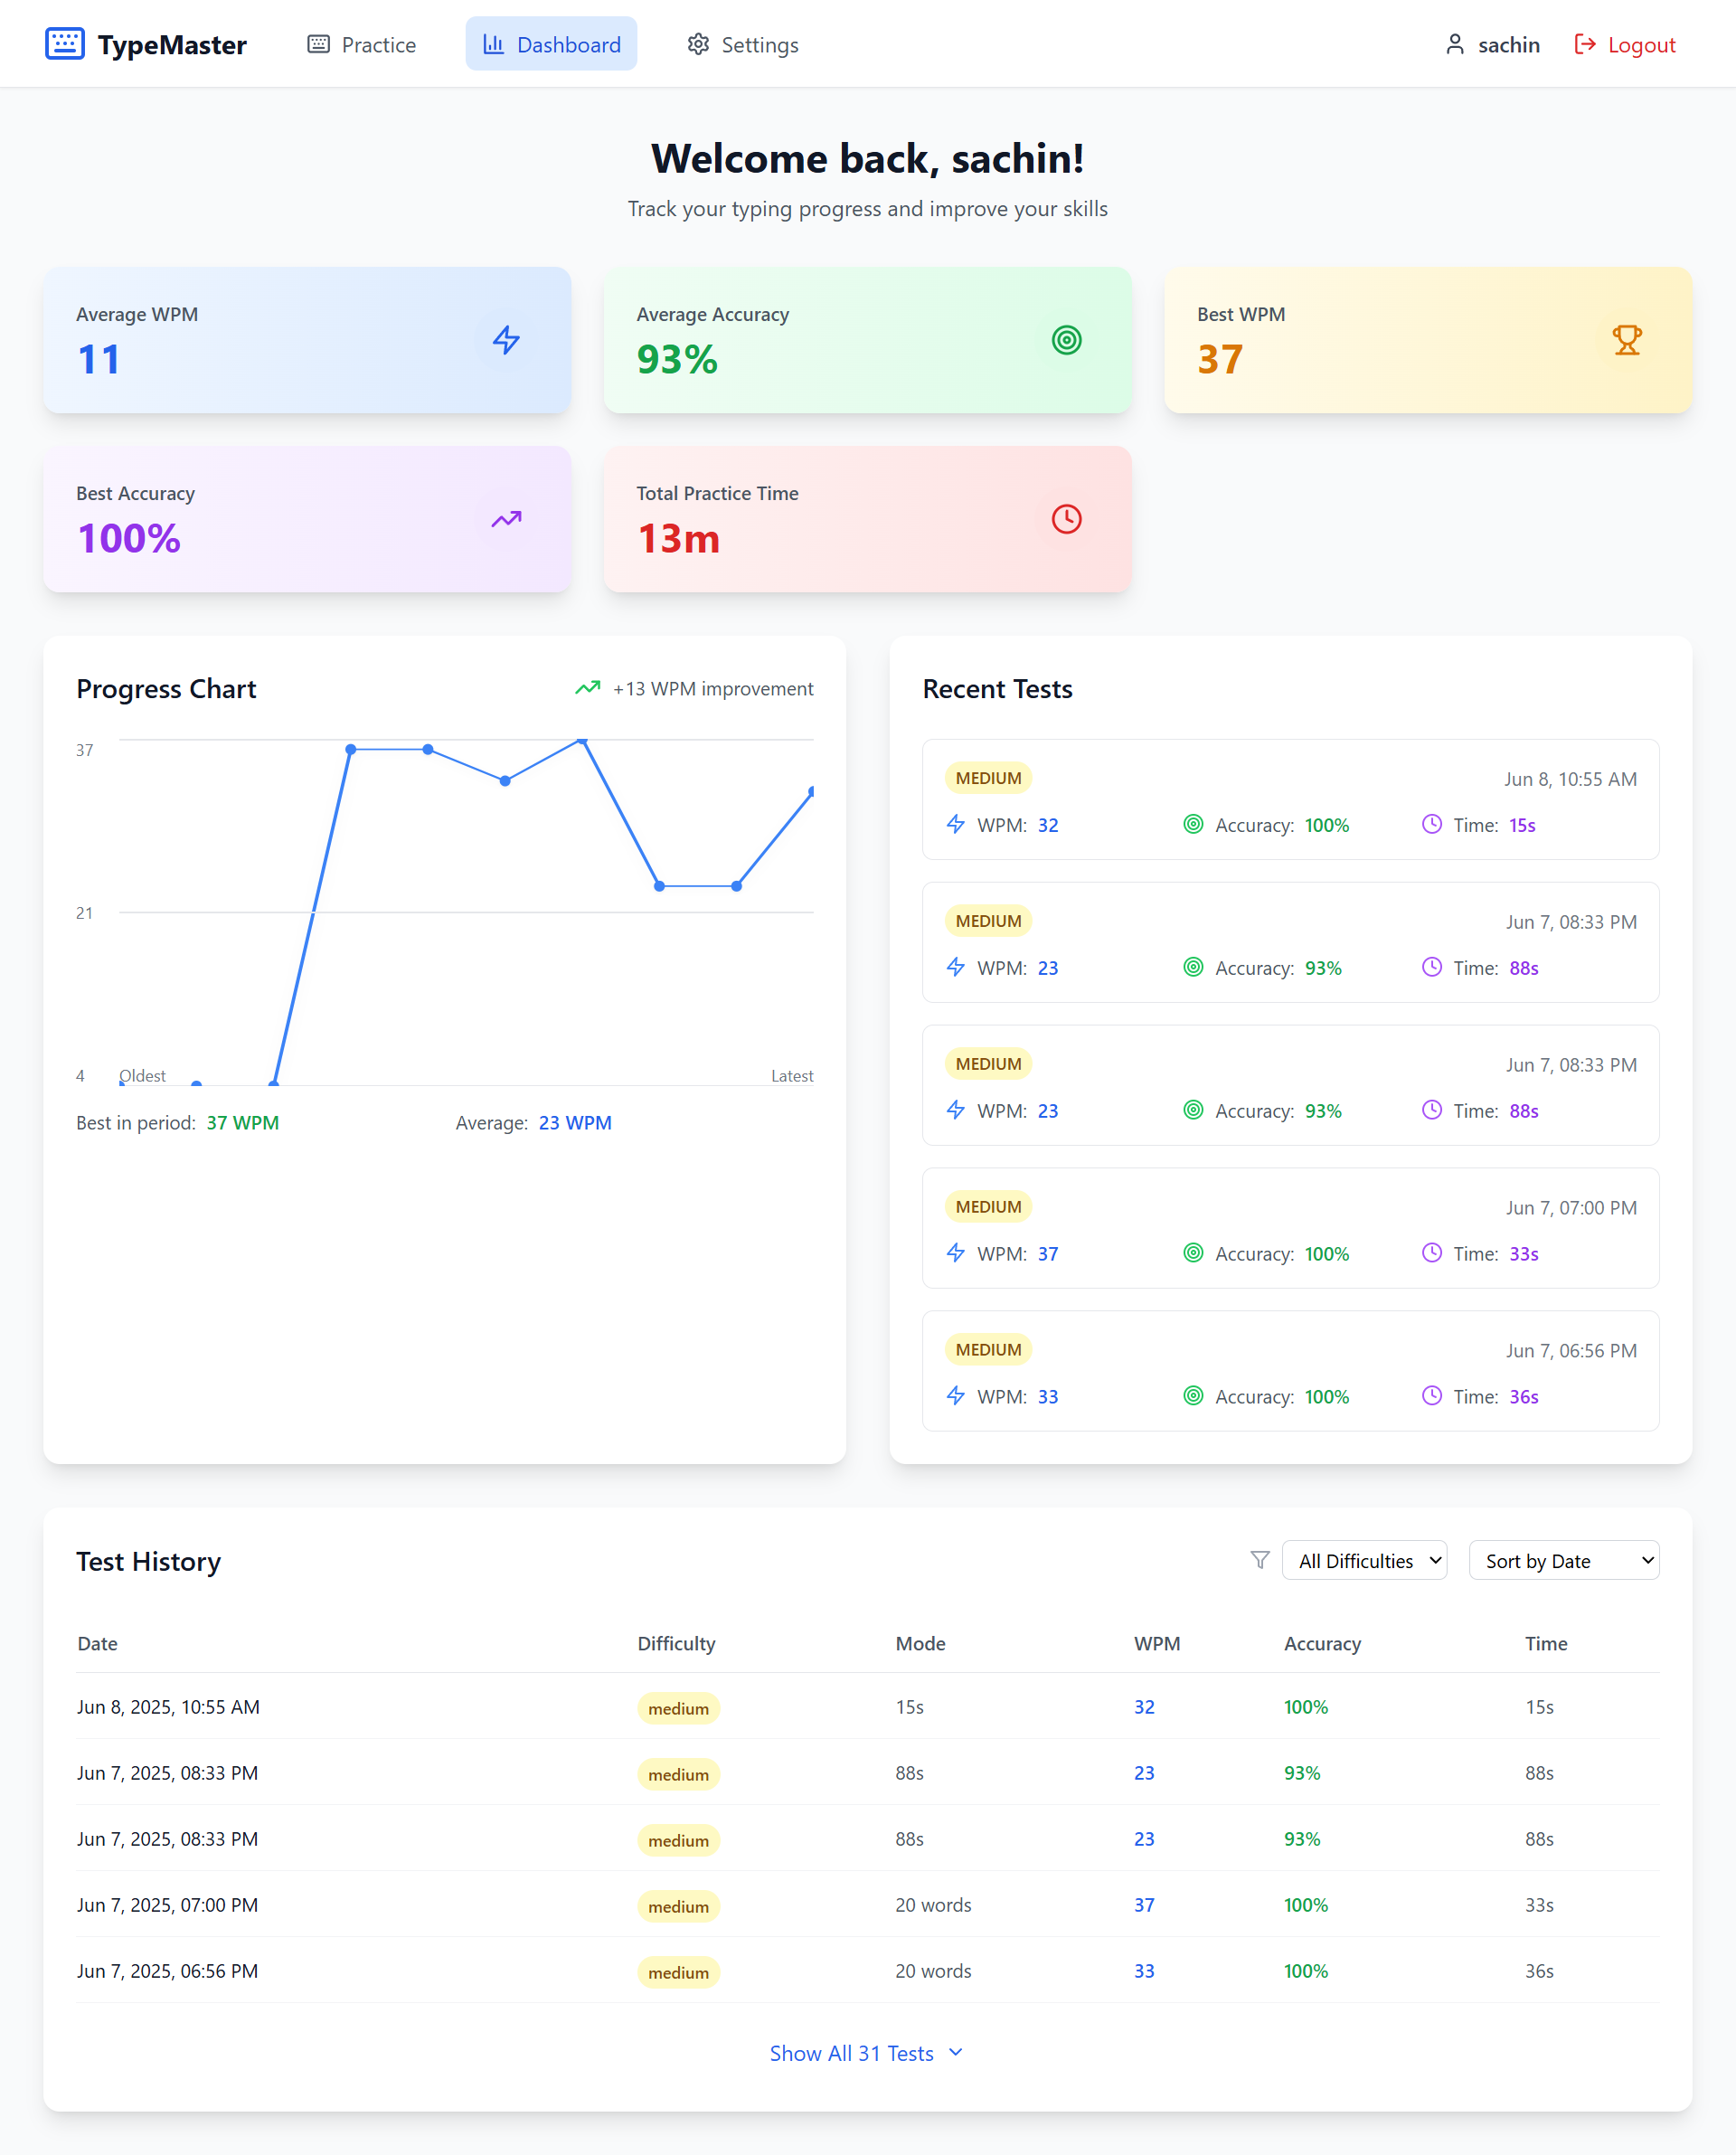 TypeMaster Practice Dashboard Settings sachin Logout
Welcome back, sachin!
Track your typing progress and improve your skills
Average WPM
11
Average Accuracy
93%
Best WPM
37
Best Accuracy
100%
Total Practice Time
13m
Progress Chart +13 WPM improvement
37
21
4 Oldest Latest
Best in period: 37 WPM Average: 23 WPM
Recent Tests
MEDIUM Jun 8, 10:55 AM
WPM: 32 Accuracy: 100% Time: 15s
MEDIUM Jun 7, 08:33 PM
WPM: 23 Accuracy: 93% Time: 88s
MEDIUM Jun 7, 08:33 PM
WPM: 23 Accuracy: 93% Time: 88s
MEDIUM Jun 7, 07:00 PM
WPM: 37 Accuracy: 100% Time: 33s
MEDIUM Jun 7, 06:56 PM
WPM: 33 Accuracy: 100% Time: 36s
Test History All Difficulties Sort by Date
Date Difficulty Mode WPM Accuracy Time
Jun 8, 2025, 10:55 AM medium 15s 32 100% 15s
Jun 7, 2025, 08:33 PM medium 88s 23 93% 88s
Jun 7, 2025, 08:33 PM medium 88s 23 93% 88s
Jun 7, 2025, 07:00 PM medium 20 words 37 100% 33s
Jun 7, 2025, 06:56 PM medium 20 words 33 100% 36s
Show All 31 Tests